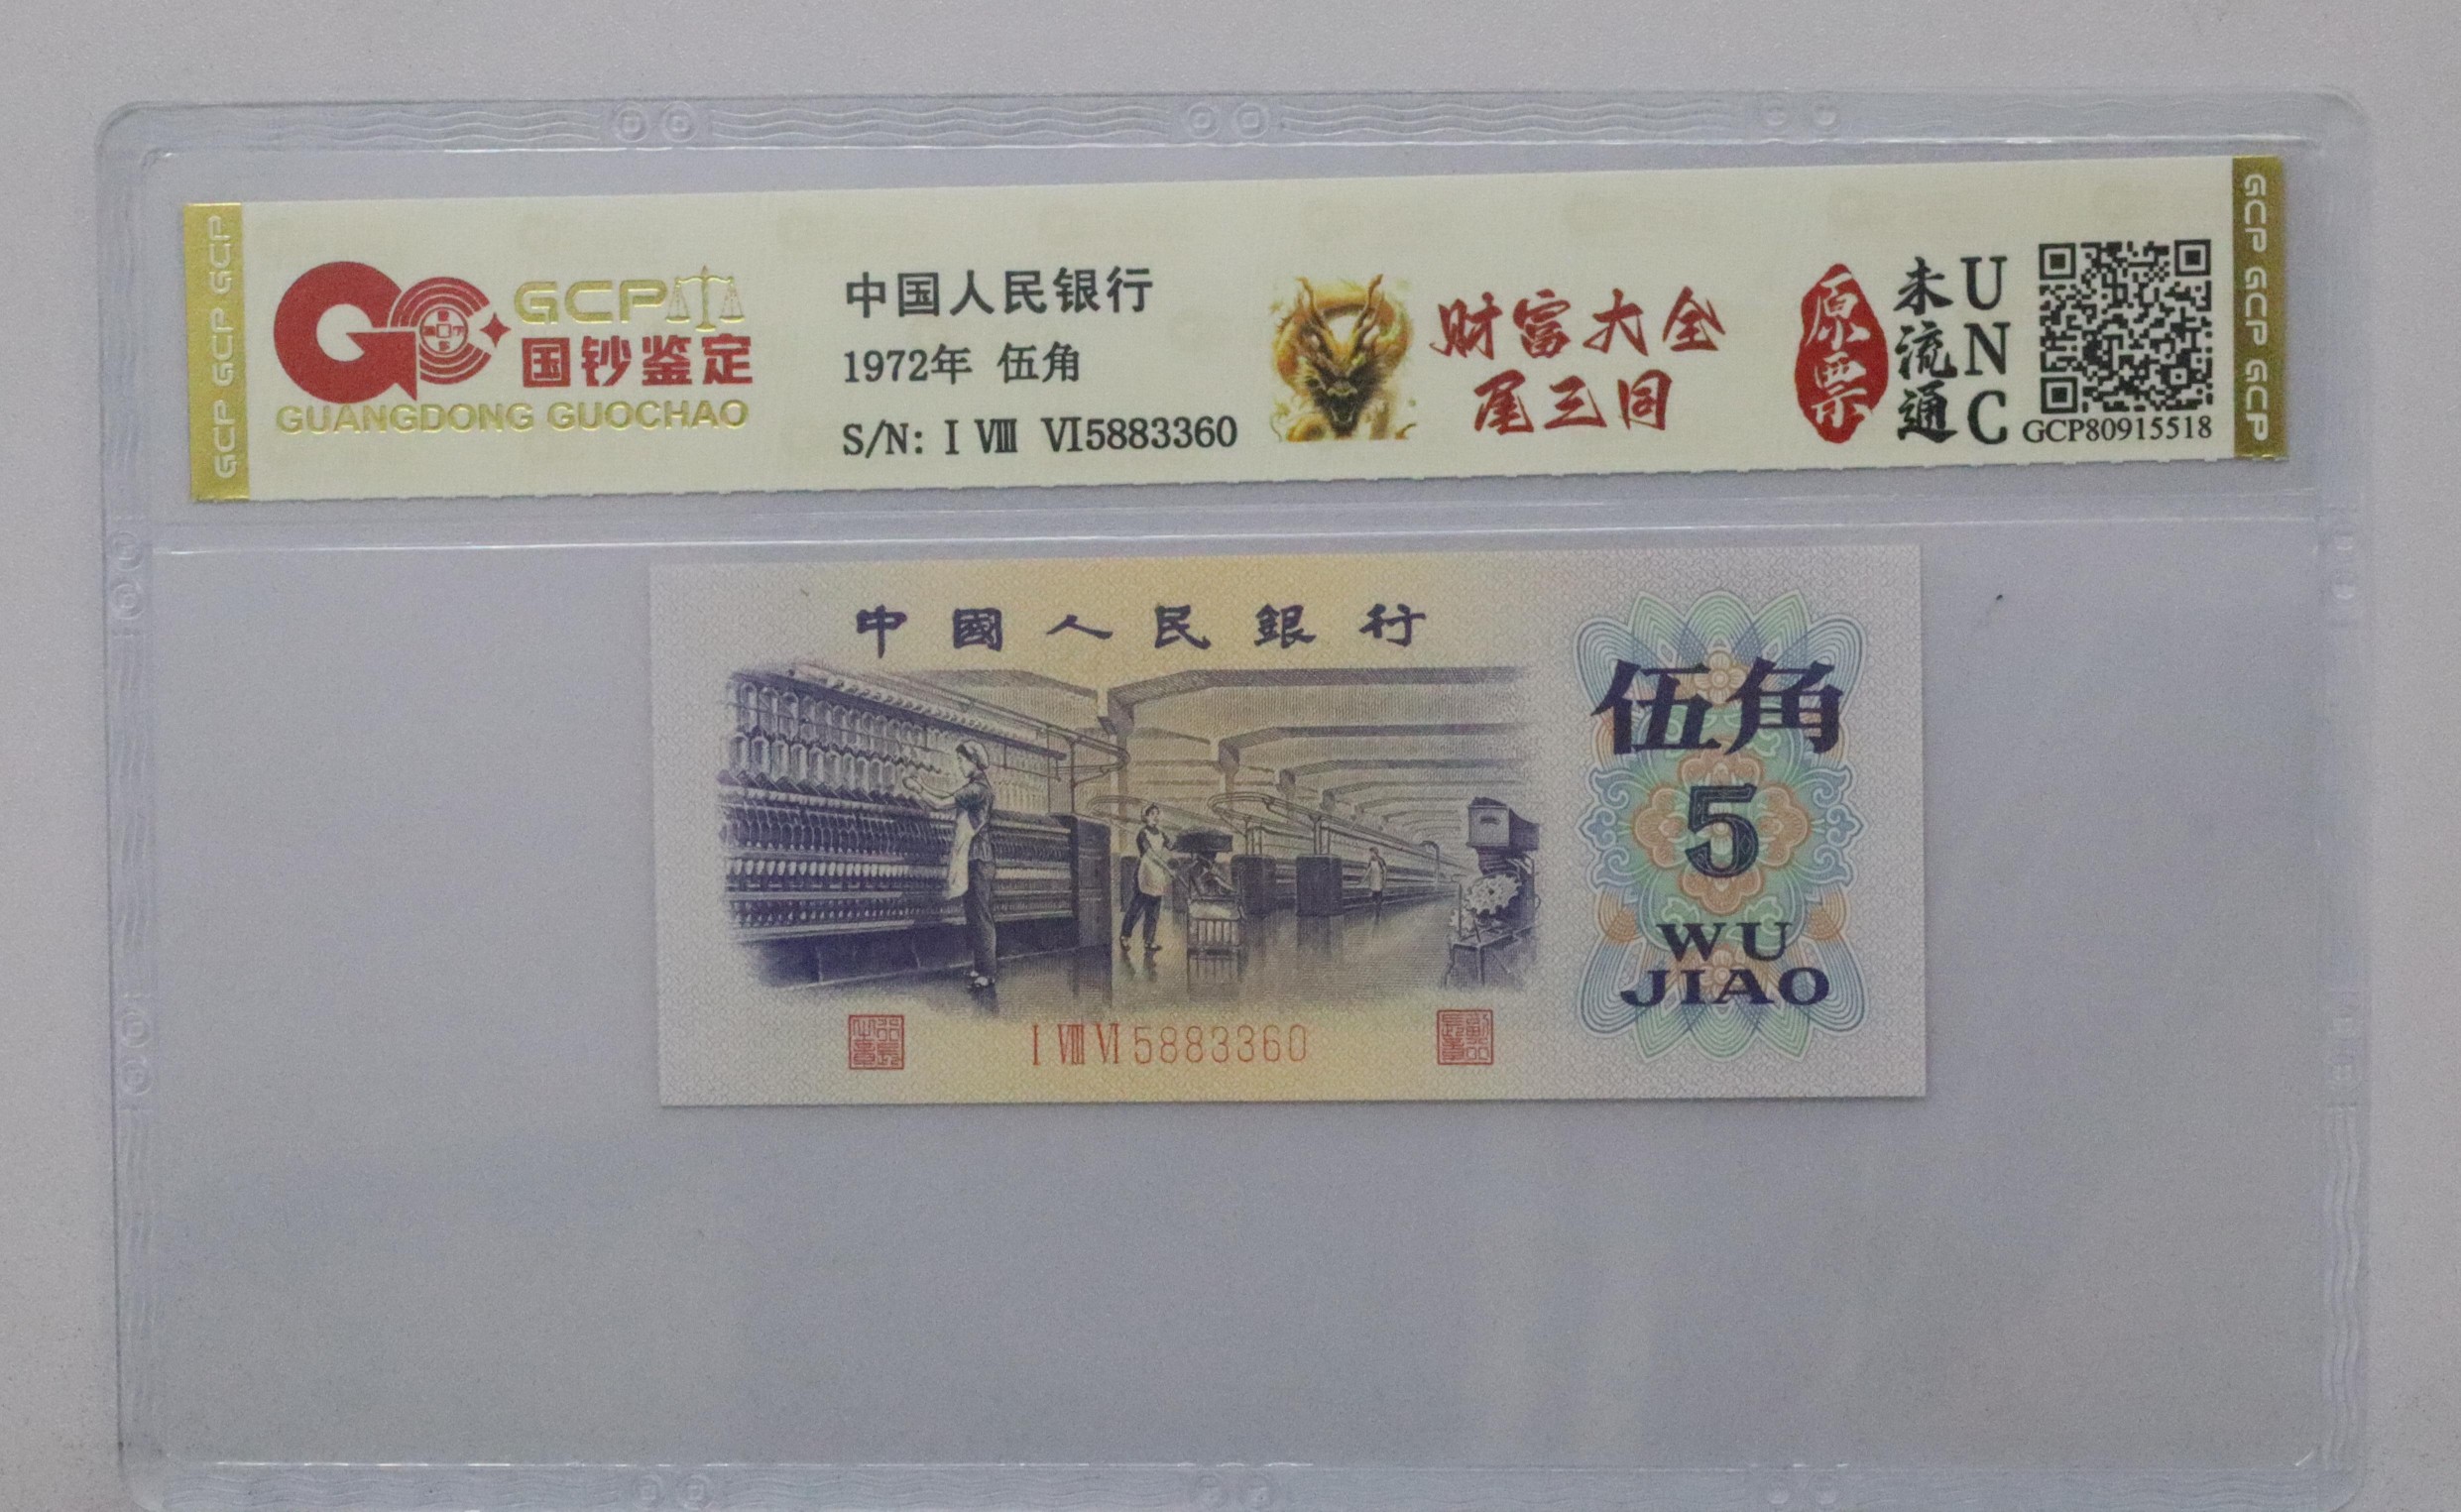 GCP GCP GCP
GCP
国钞鉴定
GUANGDONG GUOCHAO
中国人民银行
1972年 伍角
S/N: I VIII VI5883360
财富大全
尾三同
原票
未流通
UNC
GCP80915518
GCP GCP GCP
中國人民銀行
伍角
5
WU
JIAO
I VIII VI 5883360